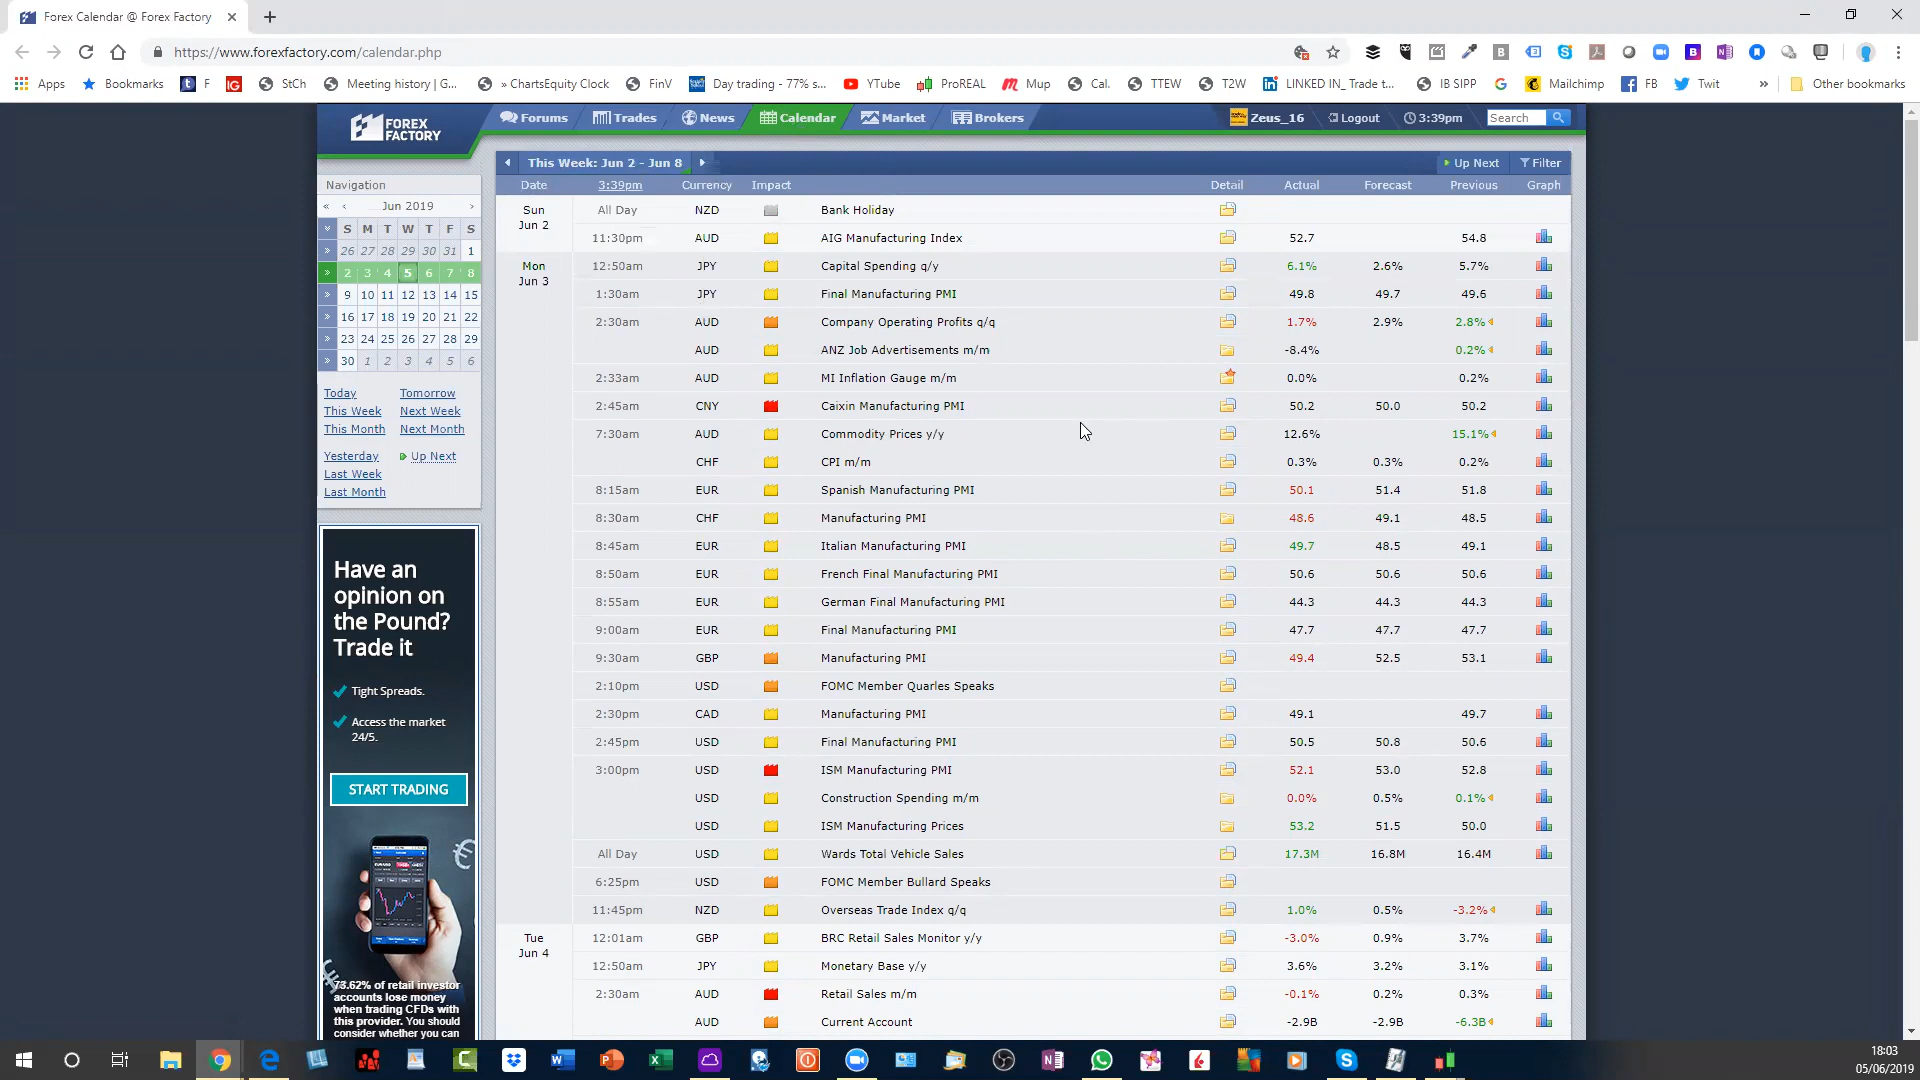 Forex Calendar @ Forex Factory
https://www.forexfactory.com/calendar.php
Apps Bookmarks F StCh Meeting history | G... » ChartsEquity Clock FinV Day trading - 77% s... YTube ProREAL Mup Cal. TTEW T2W LINKED IN_ Trade t... IB SIPP Mailchimp FB Twit » Other bookmarks
FOREX FACTORY
Forums Trades News Calendar Market Brokers Zeus_16 Logout 3:39pm Search
This Week: Jun 2 - Jun 8 Up Next Filter
Date 3:39pm Currency Impact Detail Actual Forecast Previous Graph
Sun Jun 2 All Day NZD Bank Holiday
11:30pm AUD AIG Manufacturing Index 52.7 54.8
Mon Jun 3 12:50am JPY Capital Spending q/y 6.1% 2.6% 5.7%
1:30am JPY Final Manufacturing PMI 49.8 49.7 49.6
2:30am AUD Company Operating Profits q/q 1.7% 2.9% 2.8%
AUD ANZ Job Advertisements m/m -8.4% 0.2%
2:33am AUD MI Inflation Gauge m/m 0.0% 0.2%
2:45am CNY Caixin Manufacturing PMI 50.2 50.0 50.2
7:30am AUD Commodity Prices y/y 12.6% 15.1%
CHF CPI m/m 0.3% 0.3% 0.2%
8:15am EUR Spanish Manufacturing PMI 50.1 51.4 51.8
8:30am CHF Manufacturing PMI 48.6 49.1 48.5
8:45am EUR Italian Manufacturing PMI 49.7 48.5 49.1
8:50am EUR French Final Manufacturing PMI 50.6 50.6 50.6
8:55am EUR German Final Manufacturing PMI 44.3 44.3 44.3
9:00am EUR Final Manufacturing PMI 47.7 47.7 47.7
9:30am GBP Manufacturing PMI 49.4 52.5 53.1
2:10pm USD FOMC Member Quarles Speaks
2:30pm CAD Manufacturing PMI 49.1 49.7
2:45pm USD Final Manufacturing PMI 50.5 50.8 50.6
3:00pm USD ISM Manufacturing PMI 52.1 53.0 52.8
USD Construction Spending m/m 0.0% 0.5% 0.1%
USD ISM Manufacturing Prices 53.2 51.5 50.0
All Day USD Wards Total Vehicle Sales 17.3M 16.8M 16.4M
6:25pm USD FOMC Member Bullard Speaks
11:45pm NZD Overseas Trade Index q/q 1.0% 0.5% -3.2%
Tue Jun 4 12:01am GBP BRC Retail Sales Monitor y/y -3.0% 0.9% 3.7%
12:50am JPY Monetary Base y/y 3.6% 3.2% 3.1%
2:30am AUD Retail Sales m/m -0.1% 0.2% 0.3%
AUD Current Account -2.9B -2.9B -6.3B
Navigation
« ‹ Jun 2019 ›
S M T W T F S
» 26 27 28 29 30 31 1
» 2 3 4 5 6 7 8
» 9 10 11 12 13 14 15
» 16 17 18 19 20 21 22
» 23 24 25 26 27 28 29
» 30 1 2 3 4 5 6
Today Tomorrow
This Week Next Week
This Month Next Month
Yesterday Up Next
Last Week
Last Month
Have an
opinion on
the Pound?
Trade it
Tight Spreads.
Access the market
24/5.
START TRADING
73.62% of retail investor
accounts lose money
when trading CFDs with
this provider. You should
consider whether you can
18:03
05/06/2019